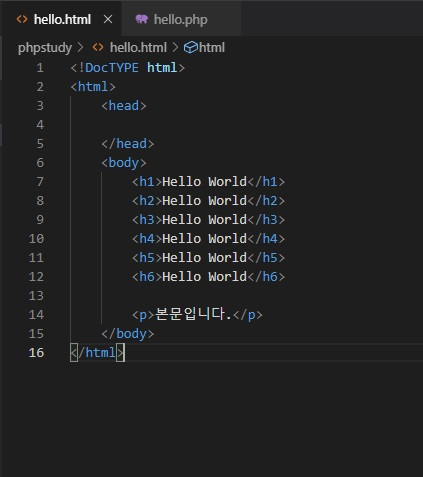 hello.html hello.php
phpstudy > hello.html > html
1 <!DocTYPE html>
2 <html>
3 <head>
4
5 </head>
6 <body>
7 <h1>Hello World</h1>
8 <h2>Hello World</h2>
9 <h3>Hello World</h3>
10 <h4>Hello World</h4>
11 <h5>Hello World</h5>
12 <h6>Hello World</h6>
13
14 <p>본문입니다.</p>
15 </body>
16 </html>